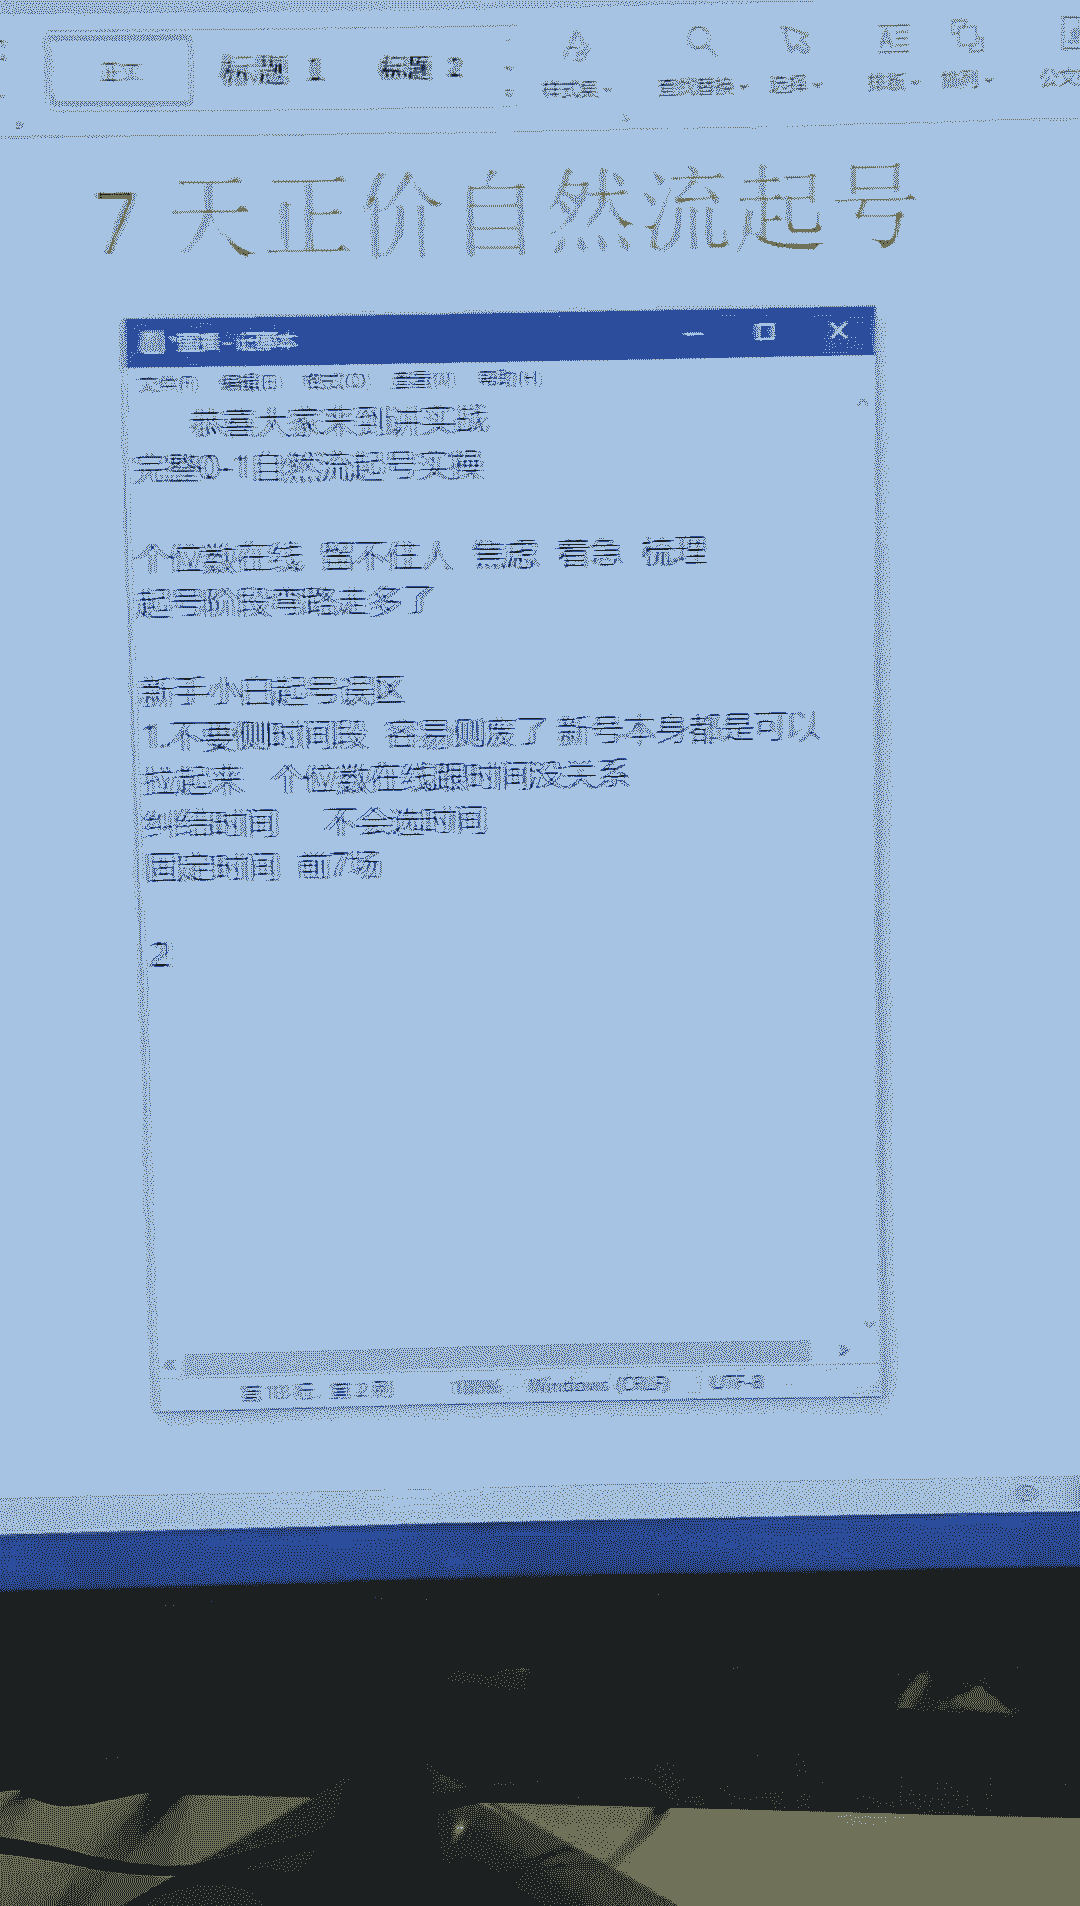 正文 标题 1 标题 2 样式集 查找替换 选择 排版 排列 公文
7 天正价自然流起号
记事本
文件(F) 编辑(E) 格式(O) 查看(V) 帮助(H)
恭喜大家来到讲实战
完整0-1自然流起号实操
个位数在线 留不住人 焦虑 着急 梳理
起号阶段弯路走多了
新手小白起号误区
1.不要侧时间段 容易侧废了 新号本身都是可以
拉起来 个位数在线跟时间没关系
纠结时间 不会选时间
固定时间 前7场
2
第 2 列 100% Windows (CRLF) UTF-8